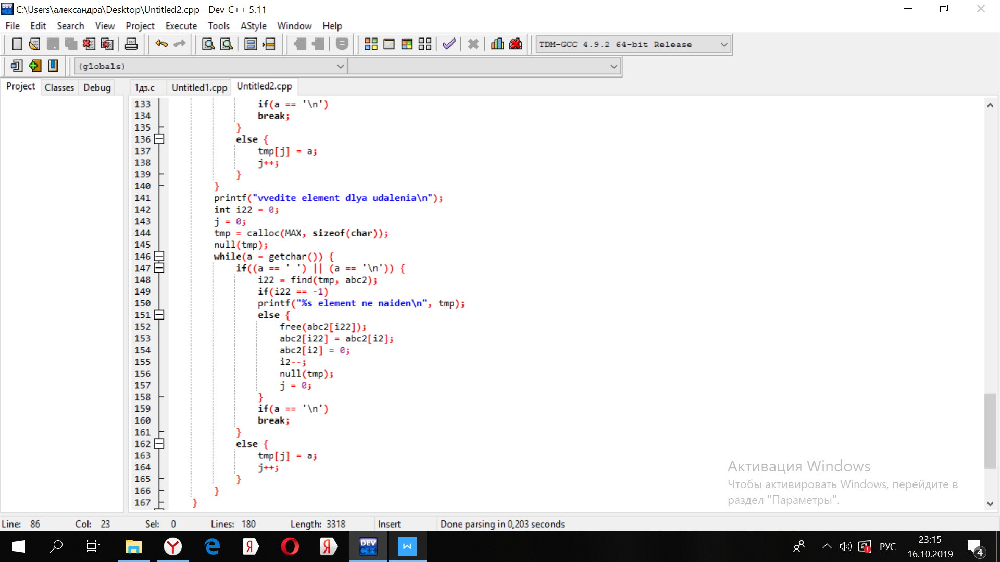 C:\Users\александра\Desktop\Untitled2.cpp - Dev-C++ 5.11
File Edit Search View Project Execute Tools AStyle Window Help
TDM-GCC 4.9.2 64-bit Release
(globals)
Project Classes Debug 1дз.c Untitled1.cpp Untitled2.cpp
133 if(a == '\n')
134 break;
135 }
136 else {
137 tmp[j] = a;
138 j++;
139 }
140 }
141 printf("vvedite element dlya udalenia\n");
142 int i22 = 0;
143 j = 0;
144 tmp = calloc(MAX, sizeof(char));
145 null(tmp);
146 while(a = getchar()) {
147 if((a == ' ') || (a == '\n')) {
148 i22 = find(tmp, abc2);
149 if(i22 == -1)
150 printf("%s element ne naiden\n", tmp);
151 else {
152 free(abc2[i22]);
153 abc2[i22] = abc2[i2];
154 abc2[i2] = 0;
155 i2--;
156 null(tmp);
157 j = 0;
158 }
159 if(a == '\n')
160 break;
161 }
162 else {
163 tmp[j] = a;
164 j++;
165 }
166 }
167 }
Активация Windows
Чтобы активировать Windows, перейдите в
раздел "Параметры".
Line: 86 Col: 23 Sel: 0 Lines: 180 Length: 3318 Insert Done parsing in 0,203 seconds
Я Я DEV C++ РУС 23:15
16.10.2019 4